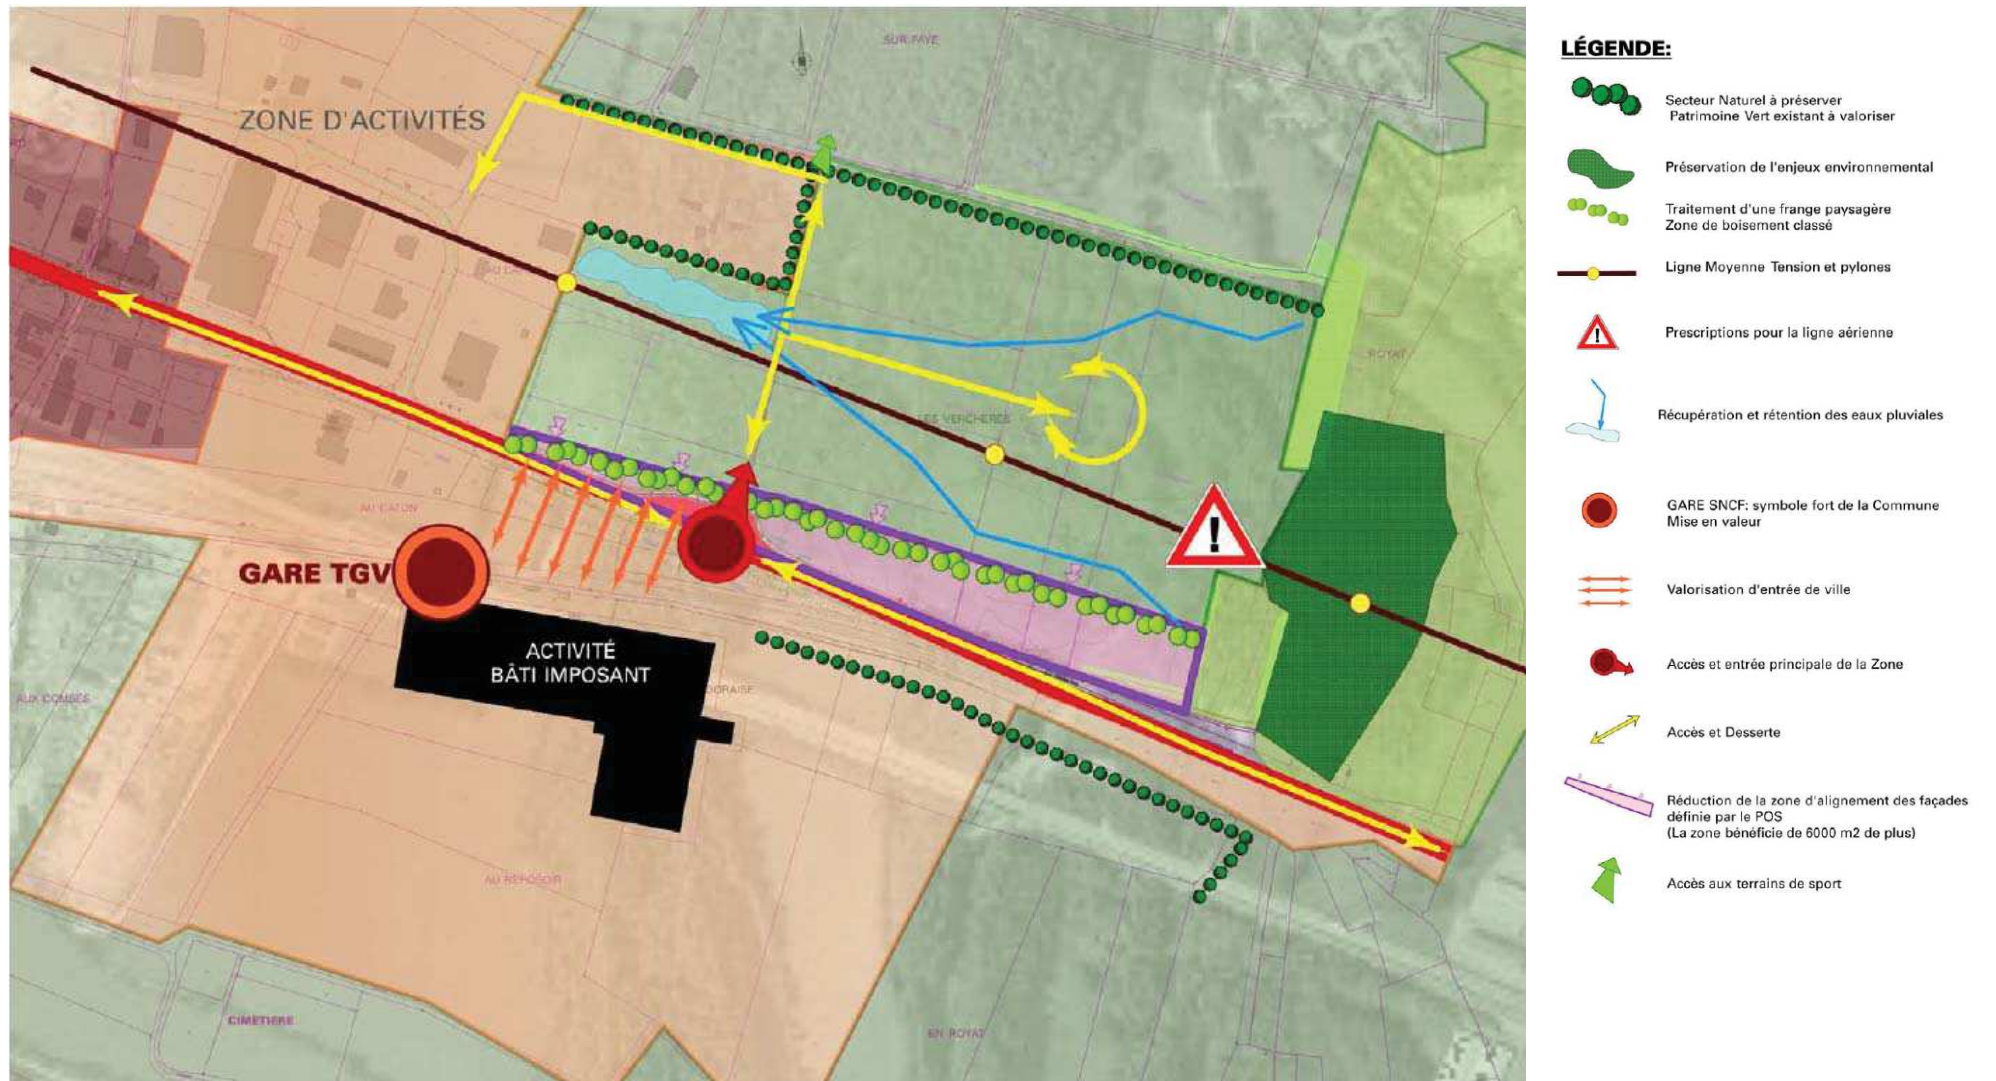 SUR PAYE
ZONE D'ACTIVITÉS
ROYAT
LES VERCHERES
AU CATON
GARE TGV
ACTIVITÉ
BÂTI IMPOSANT
AUX COMBES
AU REPOSOIR
CIMETIERE
EN ROYAT
LÉGENDE:
Secteur Naturel à préserver
Patrimoine Vert existant à valoriser
Préservation de l'enjeux environnemental
Traitement d'une frange paysagère
Zone de boisement classé
Ligne Moyenne Tension et pylones
Prescriptions pour la ligne aérienne
Récupération et rétention des eaux pluviales
GARE SNCF: symbole fort de la Commune
Mise en valeur
Valorisation d'entrée de ville
Accès et entrée principale de la Zone
Accès et Desserte
Réduction de la zone d'alignement des façades
définie par le POS
(La zone bénéficie de 6000 m2 de plus)
Accès aux terrains de sport